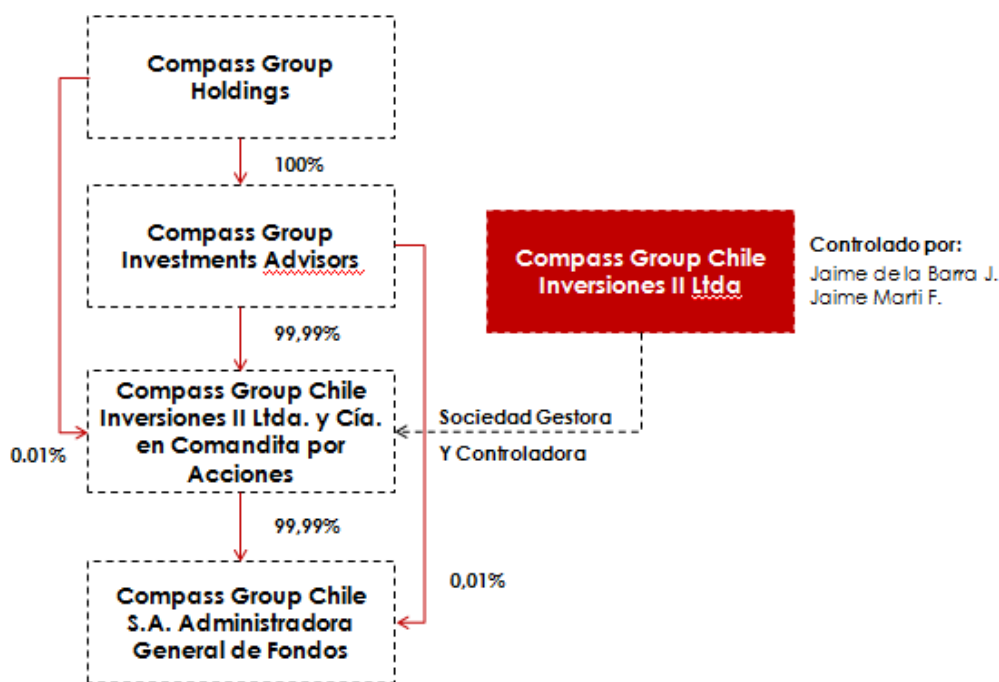 Compass Group
Holdings
100%
Compass Group
Investments Advisors
Compass Group Chile
Inversiones II Ltda
Controlado por:
Jaime de la Barra J.
Jaime Marti F.
99,99%
Compass Group Chile
Inversiones II Ltda. y Cía.
en Comandita por
Acciones
Sociedad Gestora
Y Controladora
0.01%
99,99%
0,01%
Compass Group Chile
S.A. Administradora
General de Fondos